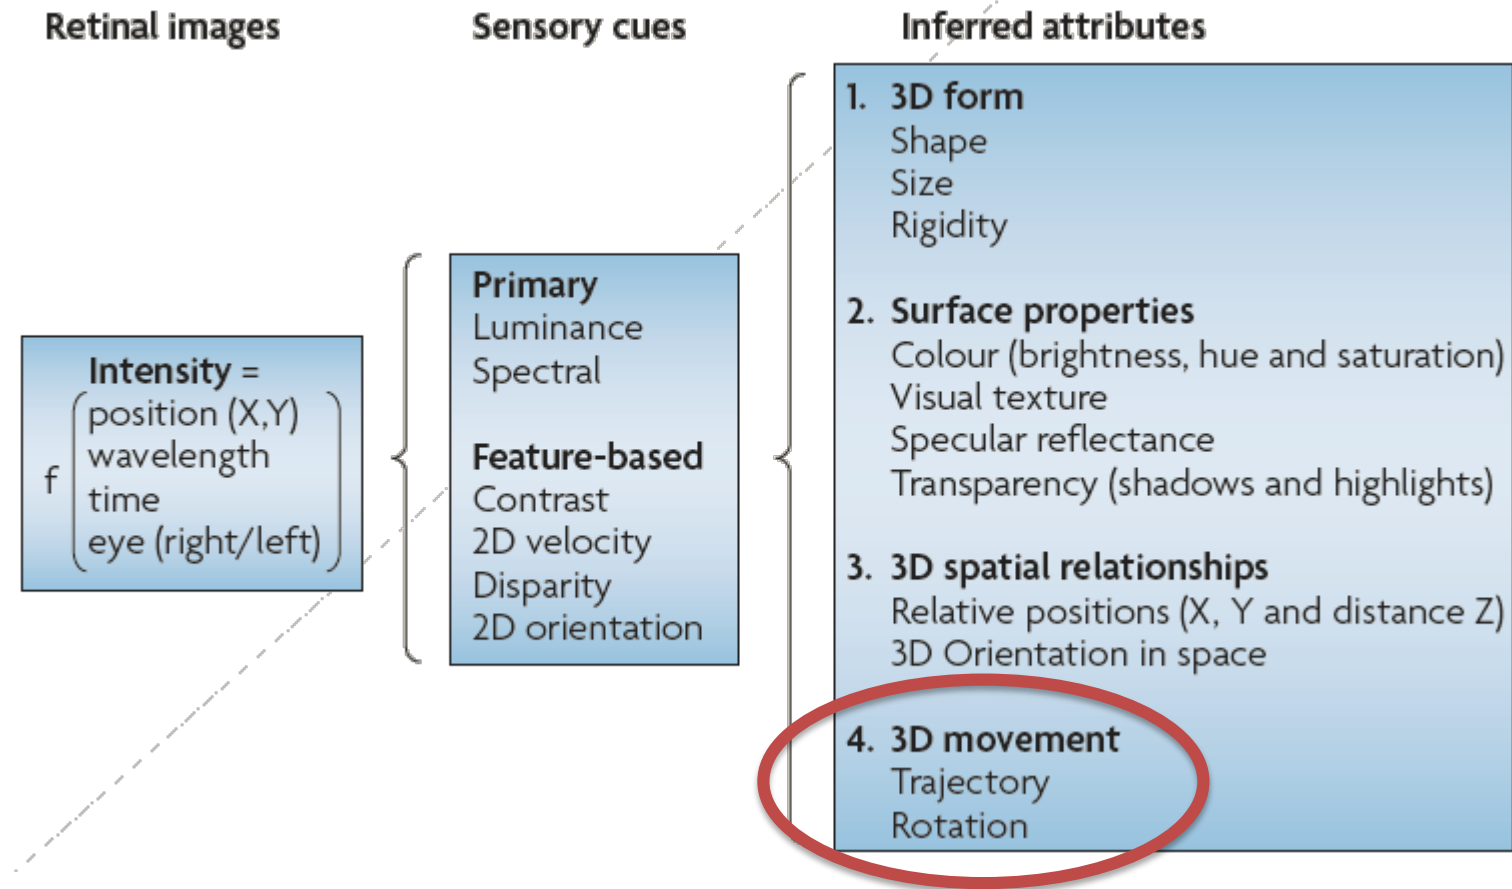 Retinal images
Sensory cues
Inferred attributes
Intensity =
f
position (X,Y)
wavelength
time
eye (right/left)
Primary
Luminance
Spectral
Feature-based
Contrast
2D velocity
Disparity
2D orientation
1. 3D form
Shape
Size
Rigidity
2. Surface properties
Colour (brightness, hue and saturation)
Visual texture
Specular reflectance
Transparency (shadows and highlights)
3. 3D spatial relationships
Relative positions (X, Y and distance Z)
3D Orientation in space
4. 3D movement
Trajectory
Rotation